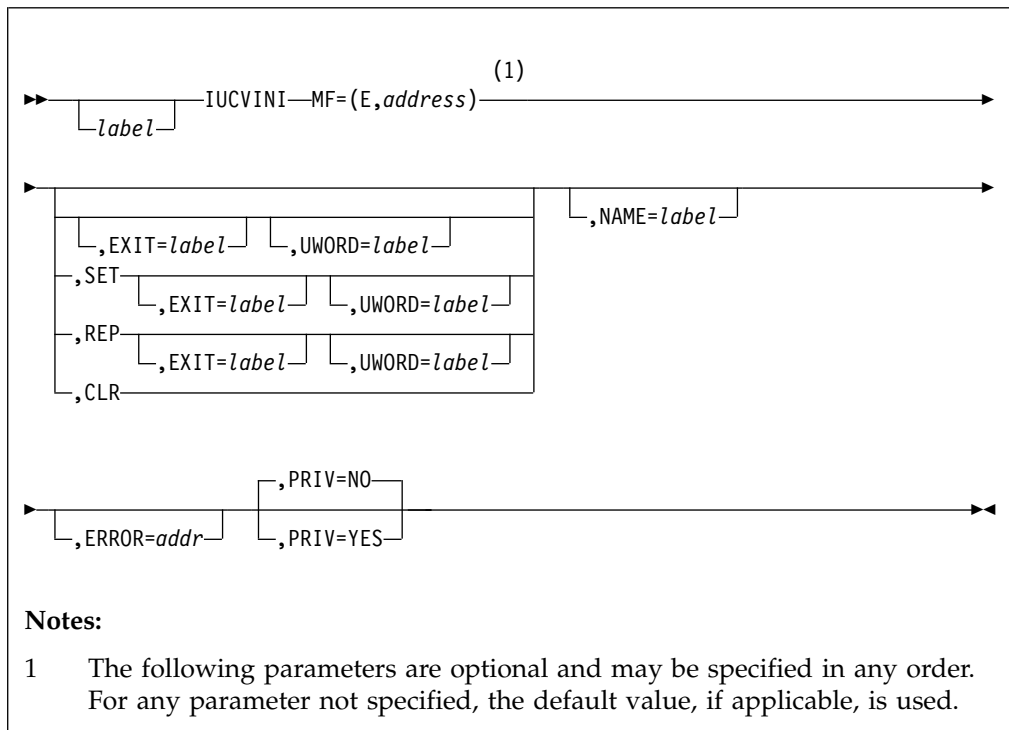 (1)
IUCVINI MF=(E,address)
label
,NAME=label
,EXIT=label ,UWORD=label
,SET
,EXIT=label ,UWORD=label
,REP
,EXIT=label ,UWORD=label
,CLR
,PRIV=NO
,ERROR=addr ,PRIV=YES
Notes:
1 The following parameters are optional and may be specified in any order.
For any parameter not specified, the default value, if applicable, is used.